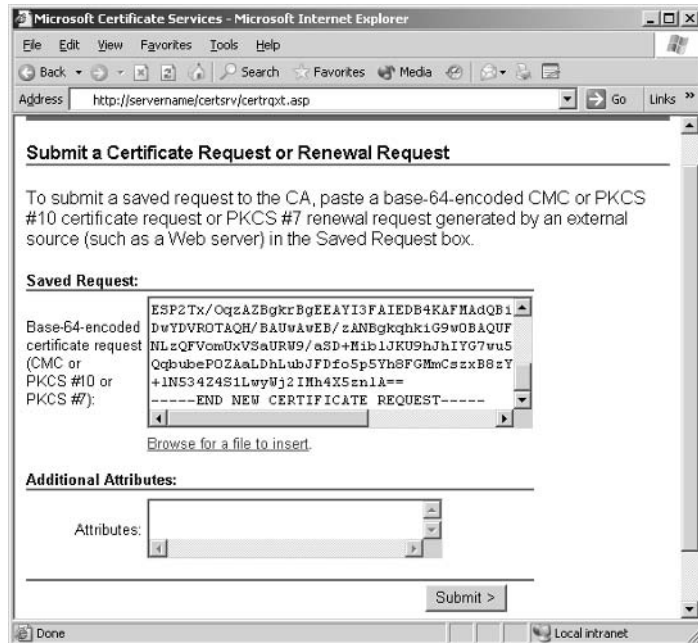 Microsoft Certificate Services - Microsoft Internet Explorer
File Edit View Favorites Tools Help
Back Search Favorites Media
Address http://servername/certsrv/certrqxt.asp Go Links »
Submit a Certificate Request or Renewal Request
To submit a saved request to the CA, paste a base-64-encoded CMC or PKCS
#10 certificate request or PKCS #7 renewal request generated by an external
source (such as a Web server) in the Saved Request box.
Saved Request:
Base-64-encoded
certificate request
(CMC or
PKCS #10 or
PKCS #7):
ESP2Tx/OqzAZBgkrBgEEAYI3FAIEDB4KAFMAdQBi
DwYDVR0TAQH/BAUwAwEB/zANBgkqhkiG9w0BAQUF
NLzQFVomUxVSaURW9/aSD+Mib1JKU9hJhIYG7wu5
QqbubeP0ZAaLDhLubJFDfo5p5Yh8FGMmCszxB8zY
+lN534Z4S1LwyWj2IMh4X5zn1A==
-----END NEW CERTIFICATE REQUEST-----
Browse for a file to insert.
Additional Attributes:
Attributes:
Submit >
Done Local intranet